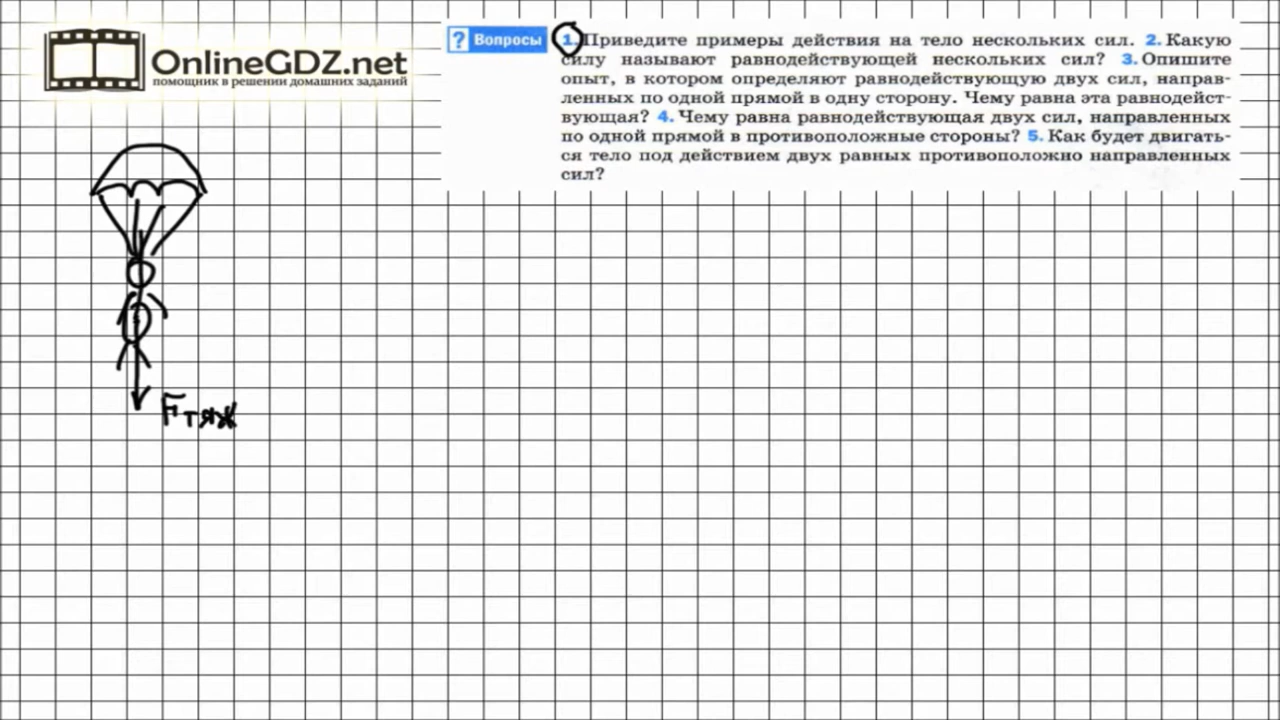 OnlineGDZ.net
помощник в решении домашних заданий
? Вопросы 1. Приведите примеры действия на тело нескольких сил. 2. Какую
силу называют равнодействующей нескольких сил? 3. Опишите
опыт, в котором определяют равнодействующую двух сил, направ-
ленных по одной прямой в одну сторону. Чему равна эта равнодейст-
вующая? 4. Чему равна равнодействующая двух сил, направленных
по одной прямой в противоположные стороны? 5. Как будет двигать-
ся тело под действием двух равных противоположно направленных
сил?
Fтяж